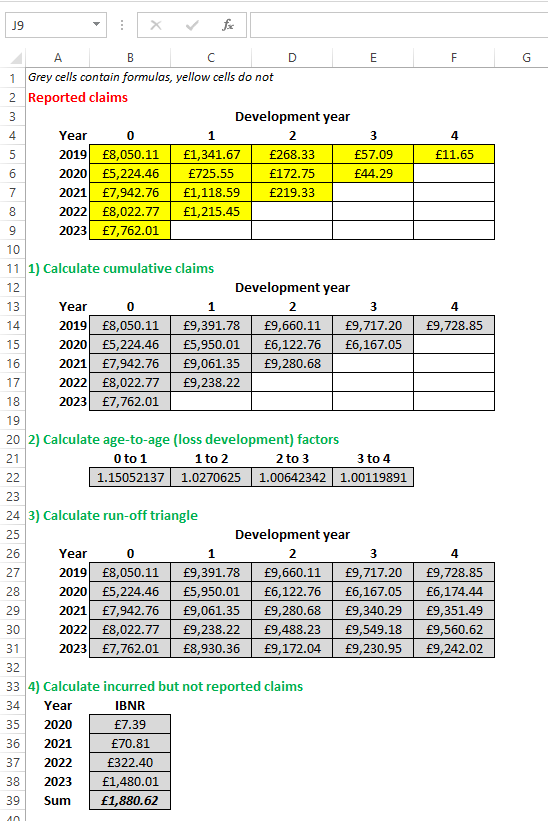 J9 fx
A B C D E F G
1 Grey cells contain formulas, yellow cells do not
2 Reported claims
3 Development year
4 Year 0 1 2 3 4
5 2019 £8,050.11 £1,341.67 £268.33 £57.09 £11.65
6 2020 £5,224.46 £725.55 £172.75 £44.29
7 2021 £7,942.76 £1,118.59 £219.33
8 2022 £8,022.77 £1,215.45
9 2023 £7,762.01
10
11 1) Calculate cumulative claims
12 Development year
13 Year 0 1 2 3 4
14 2019 £8,050.11 £9,391.78 £9,660.11 £9,717.20 £9,728.85
15 2020 £5,224.46 £5,950.01 £6,122.76 £6,167.05
16 2021 £7,942.76 £9,061.35 £9,280.68
17 2022 £8,022.77 £9,238.22
18 2023 £7,762.01
19
20 2) Calculate age-to-age (loss development) factors
21 0 to 1 1 to 2 2 to 3 3 to 4
22 1.15052137 1.0270625 1.00642342 1.00119891
23
24 3) Calculate run-off triangle
25 Development year
26 Year 0 1 2 3 4
27 2019 £8,050.11 £9,391.78 £9,660.11 £9,717.20 £9,728.85
28 2020 £5,224.46 £5,950.01 £6,122.76 £6,167.05 £6,174.44
29 2021 £7,942.76 £9,061.35 £9,280.68 £9,340.29 £9,351.49
30 2022 £8,022.77 £9,238.22 £9,488.23 £9,549.18 £9,560.62
31 2023 £7,762.01 £8,930.36 £9,172.04 £9,230.95 £9,242.02
32
33 4) Calculate incurred but not reported claims
34 Year IBNR
35 2020 £7.39
36 2021 £70.81
37 2022 £322.40
38 2023 £1,480.01
39 Sum £1,880.62
40